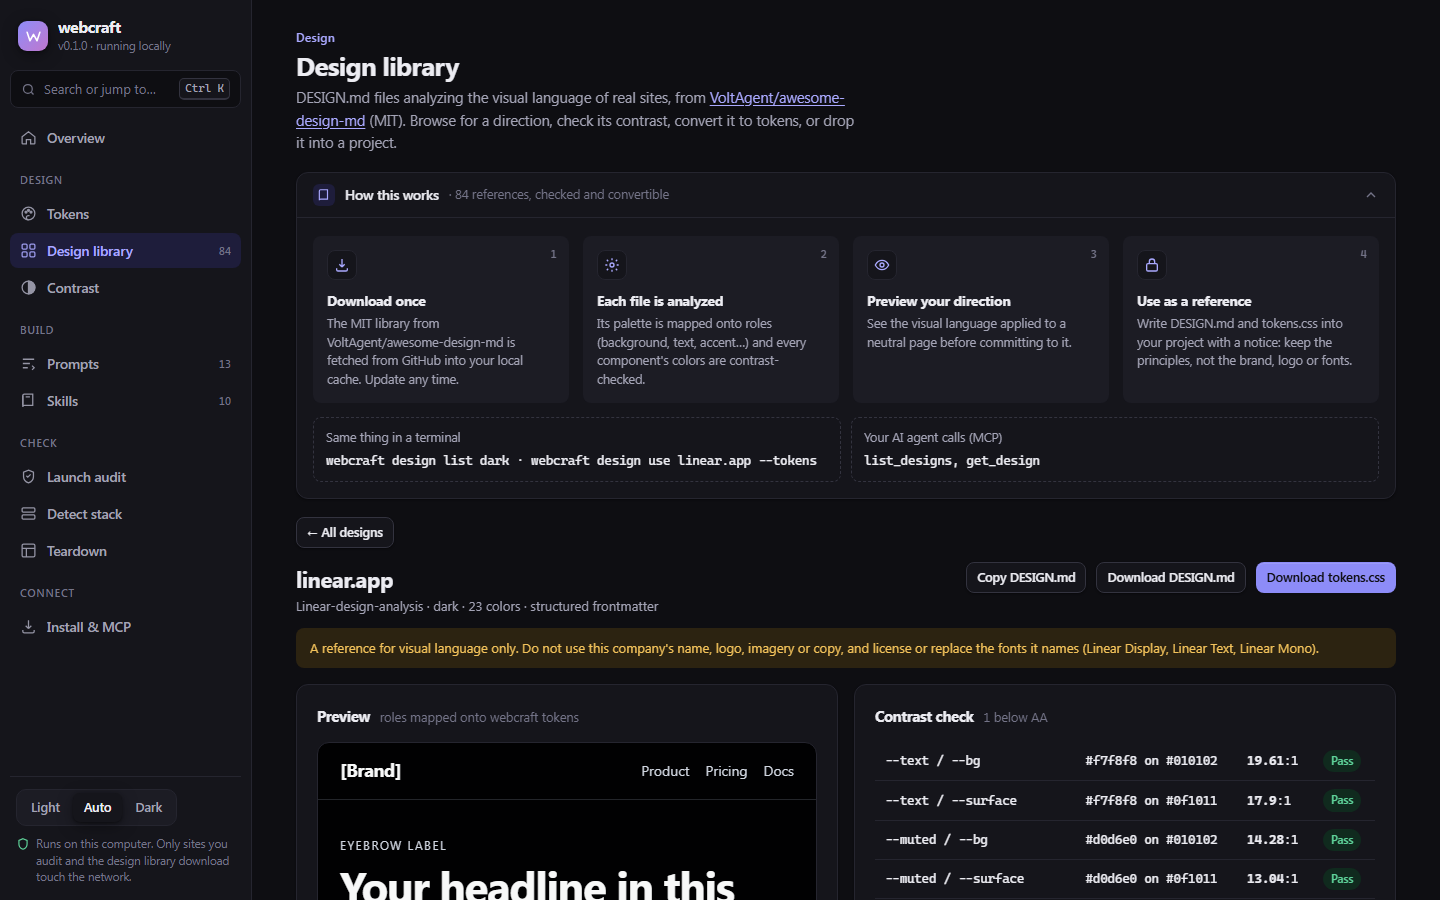 webcraft
v0.1.0 · running locally
Search or jump to...
Ctrl K
Overview
DESIGN
Tokens
Design library
84
Contrast
BUILD
Prompts
13
Skills
10
CHECK
Launch audit
Detect stack
Teardown
CONNECT
Install & MCP
Light
Auto
Dark
Runs on this computer. Only sites you
audit and the design library download
touch the network.
Design
Design library
DESIGN.md files analyzing the visual language of real sites, from VoltAgent/awesome-
design-md (MIT). Browse for a direction, check its contrast, convert it to tokens, or drop
it into a project.
How this works · 84 references, checked and convertible
1
Download once
The MIT library from
VoltAgent/awesome-design-md is
fetched from GitHub into your local
cache. Update any time.
2
Each file is analyzed
Its palette is mapped onto roles
(background, text, accent...) and every
component's colors are contrast-
checked.
3
Preview your direction
See the visual language applied to a
neutral page before committing to it.
4
Use as a reference
Write DESIGN.md and tokens.css into
your project with a notice: keep the
principles, not the brand, logo or fonts.
Same thing in a terminal
webcraft design list dark · webcraft design use linear.app --tokens
Your AI agent calls (MCP)
list_designs, get_design
← All designs
linear.app
Linear-design-analysis · dark · 23 colors · structured frontmatter
Copy DESIGN.md
Download DESIGN.md
Download tokens.css
A reference for visual language only. Do not use this company's name, logo, imagery or copy, and license or replace the fonts it names (Linear Display, Linear Text, Linear Mono).
Preview roles mapped onto webcraft tokens
[Brand]
Product
Pricing
Docs
EYEBROW LABEL
Your headline in this
Contrast check 1 below AA
--text / --bg #f7f8f8 on #010102 19.61:1 Pass
--text / --surface #f7f8f8 on #0f1011 17.9:1 Pass
--muted / --bg #d0d6e0 on #010102 14.28:1 Pass
--muted / --surface #d0d6e0 on #0f1011 13.04:1 Pass